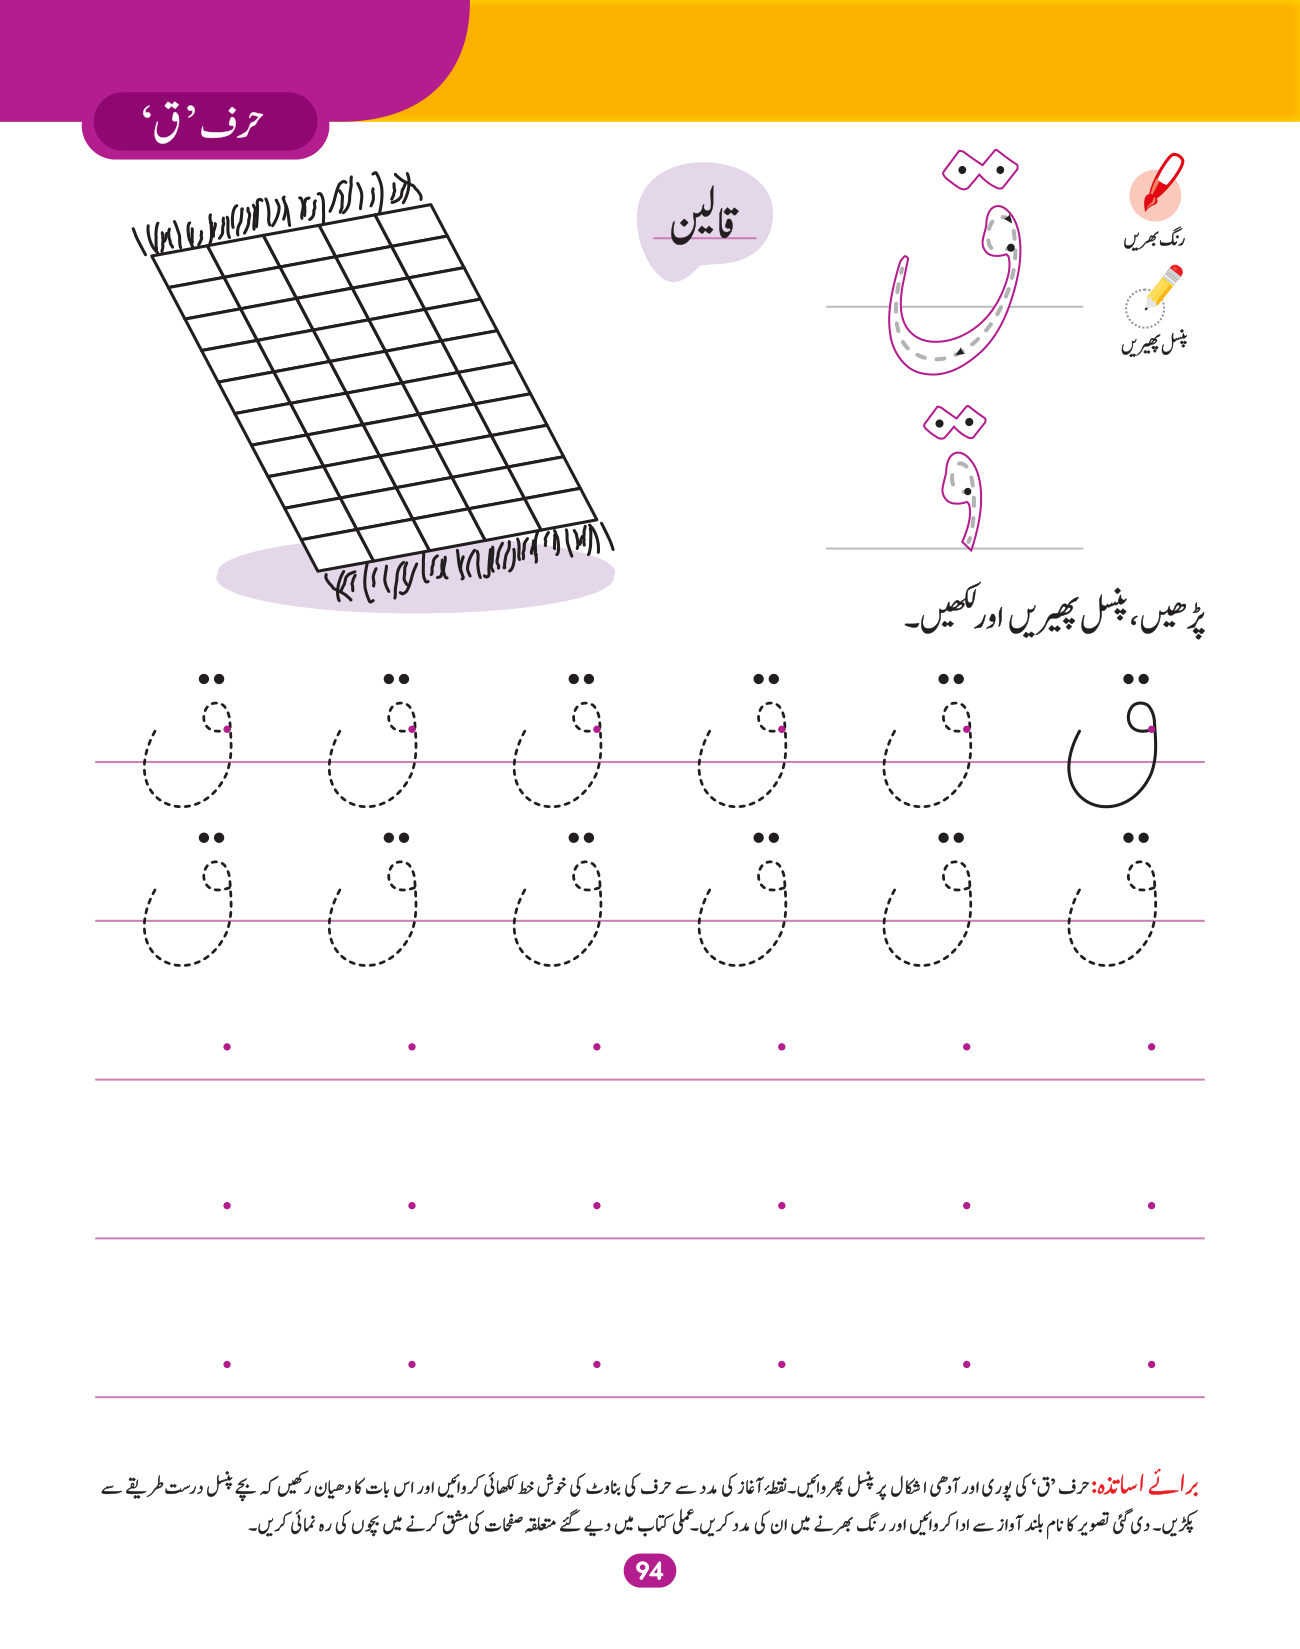 حرف ’ق‘
قالین
ق
رنگ بھریں
پنسل پھیریں
قـ
پڑھیں، پنسل پھیریں اور لکھیں۔
ق ق ق ق ق ق
ق ق ق ق ق ق
برائے اساتذہ: حرف ’ق‘ کی پوری اور آدھی اشکال پر پنسل پھروائیں۔ نقطۂ آغاز کی مدد سے حرف کی بناوٹ کی خوش خط لکھائی کروائیں اور اس بات کا دھیان رکھیں کہ بچے پنسل درست طریقے سے
پکڑیں۔ دی گئی تصویر کا نام بلند آواز سے ادا کروائیں اور رنگ بھرنے میں ان کی مدد کریں۔ عملی کتاب میں دیے گئے متعلقہ صفحات کی مشق کرنے میں بچوں کی رہ نمائی کریں۔
94